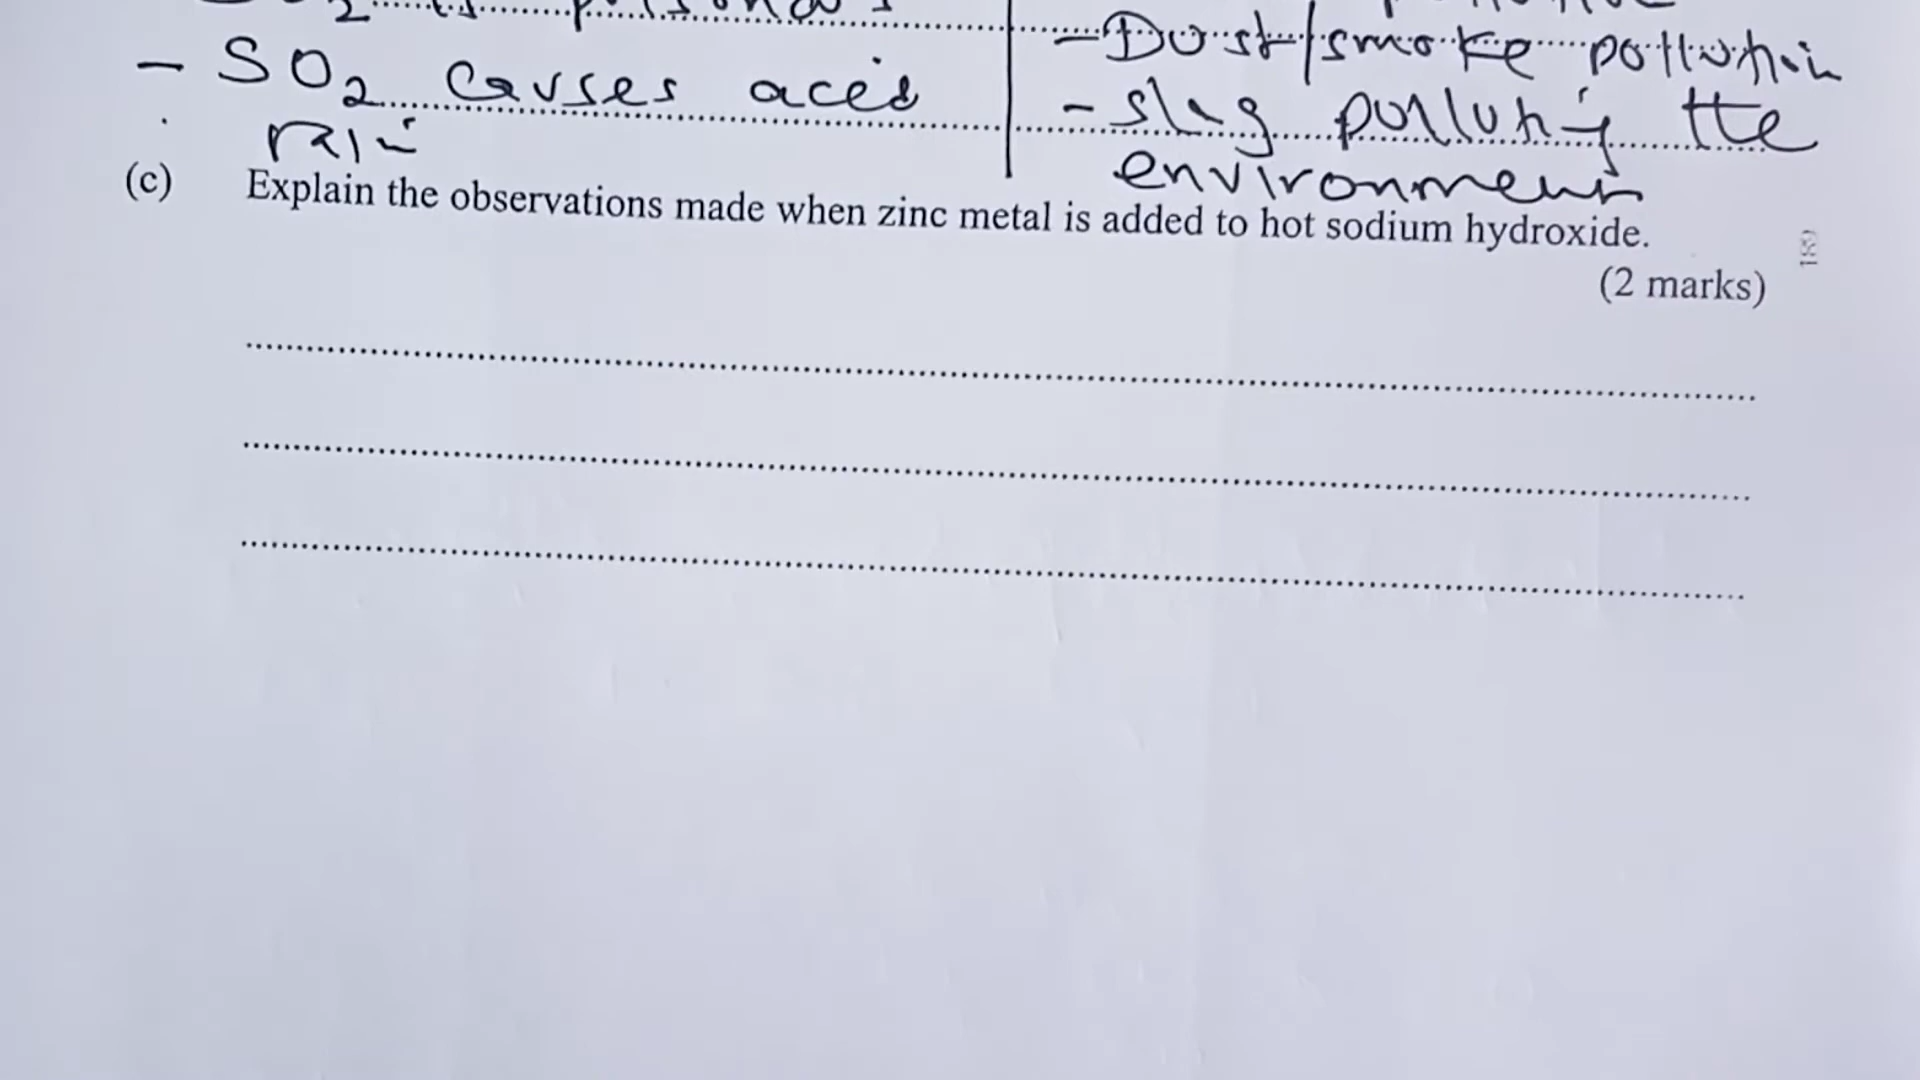 - SO2 causes acid
- Dust/smoke pollution
rain
- slag polluting the
environment
(c) Explain the observations made when zinc metal is added to hot sodium hydroxide.
(2 marks)